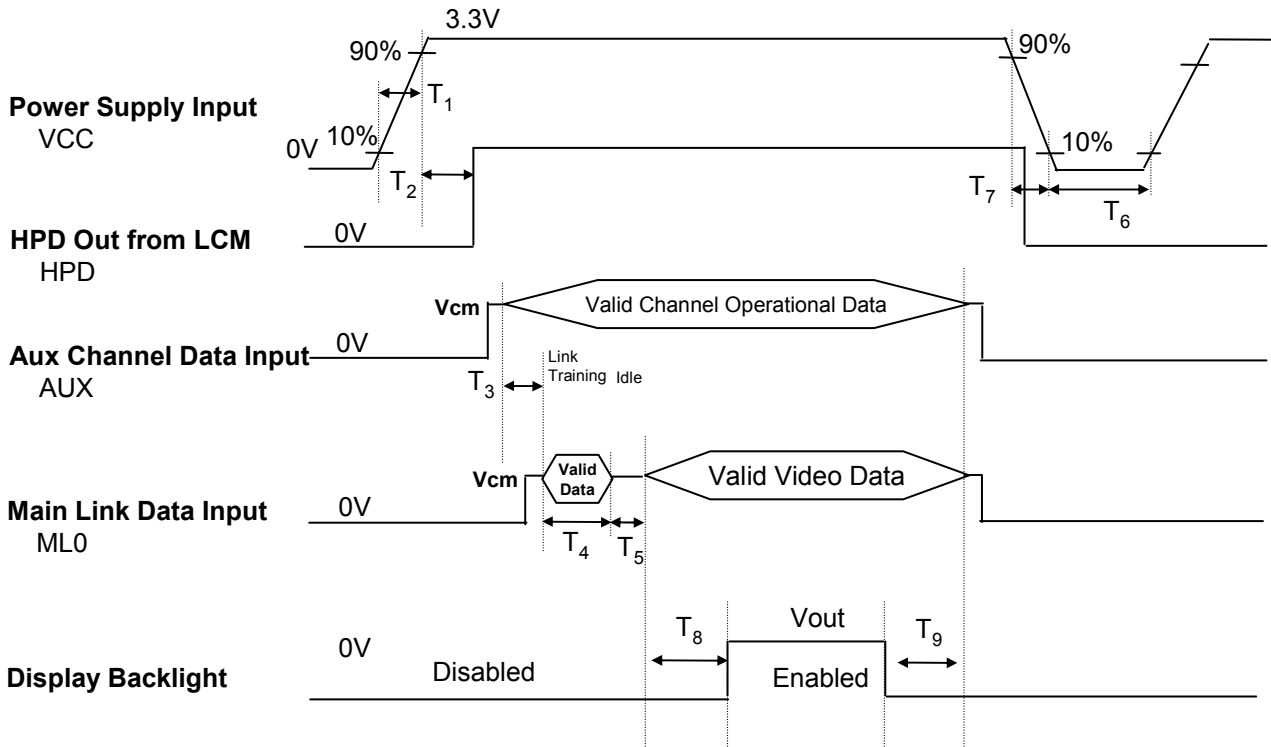 3.3V
90%
90%
T1
Power Supply Input
VCC
0V
10%
10%
T2
T7
T6
HPD Out from LCM
HPD
0V
Vcm
Valid Channel Operational Data
Aux Channel Data Input
AUX
0V
T3
Link
Training Idle
Vcm
Valid
Data
Valid Video Data
Main Link Data Input
ML0
0V
T4
T5
T8
Vout
T9
0V
Display Backlight
Disabled
Enabled